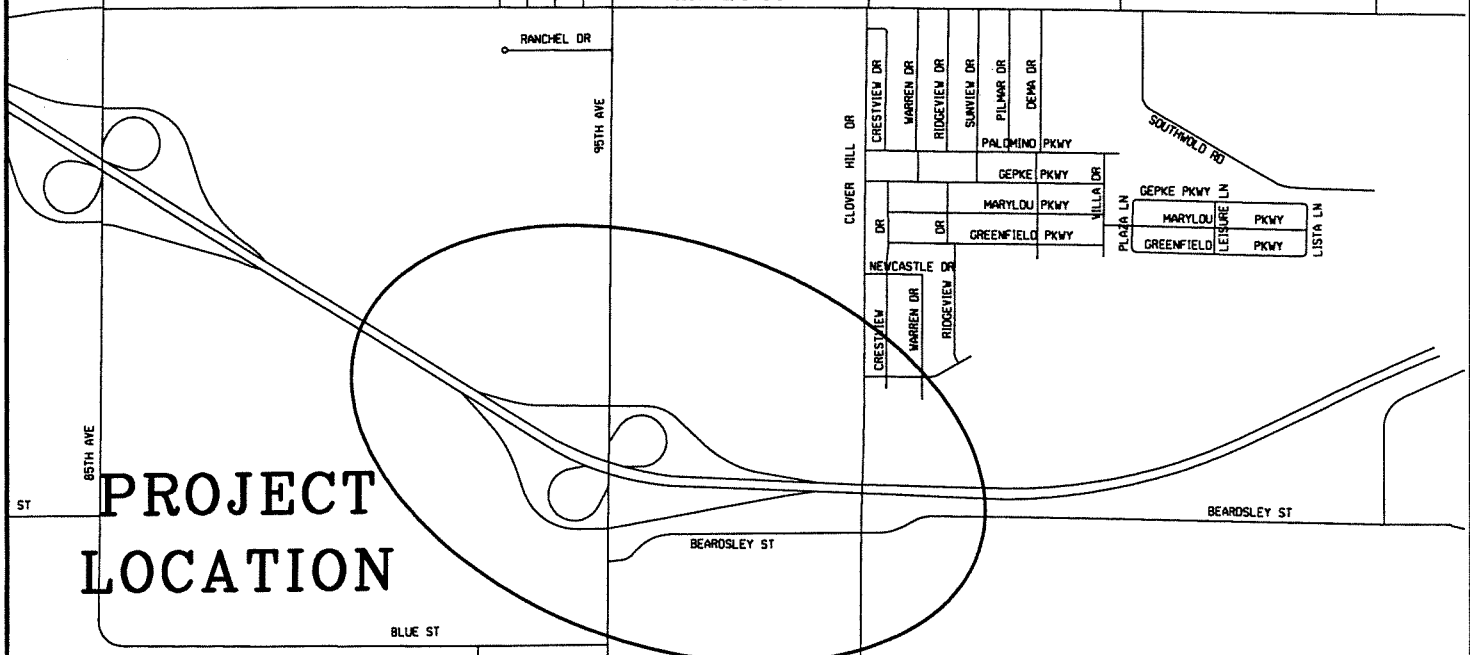 RANCHEL DR
95TH AVE
CLOVER HILL DR
CRESTVIEW DR
WARREN DR
RIDGEVIEW DR
SUNVIEW DR
PILMAR DR
DEMA DR
SOUTHWOLD RD
PALOMINO PKWY
GEPKE PKWY
MARYLOU PKWY
GREENFIELD PKWY
VILLA DR
PLAZA LN
GEPKE PKWY
LEISURE LN
MARYLOU PKWY
GREENFIELD PKWY
LISTA LN
DR
DR
NEWCASTLE DR
CRESTVIEW
WARREN DR
RIDGEVIEW
85TH AVE
PROJECT
LOCATION
ST
BEARDSLEY ST
BEARDSLEY ST
BLUE ST